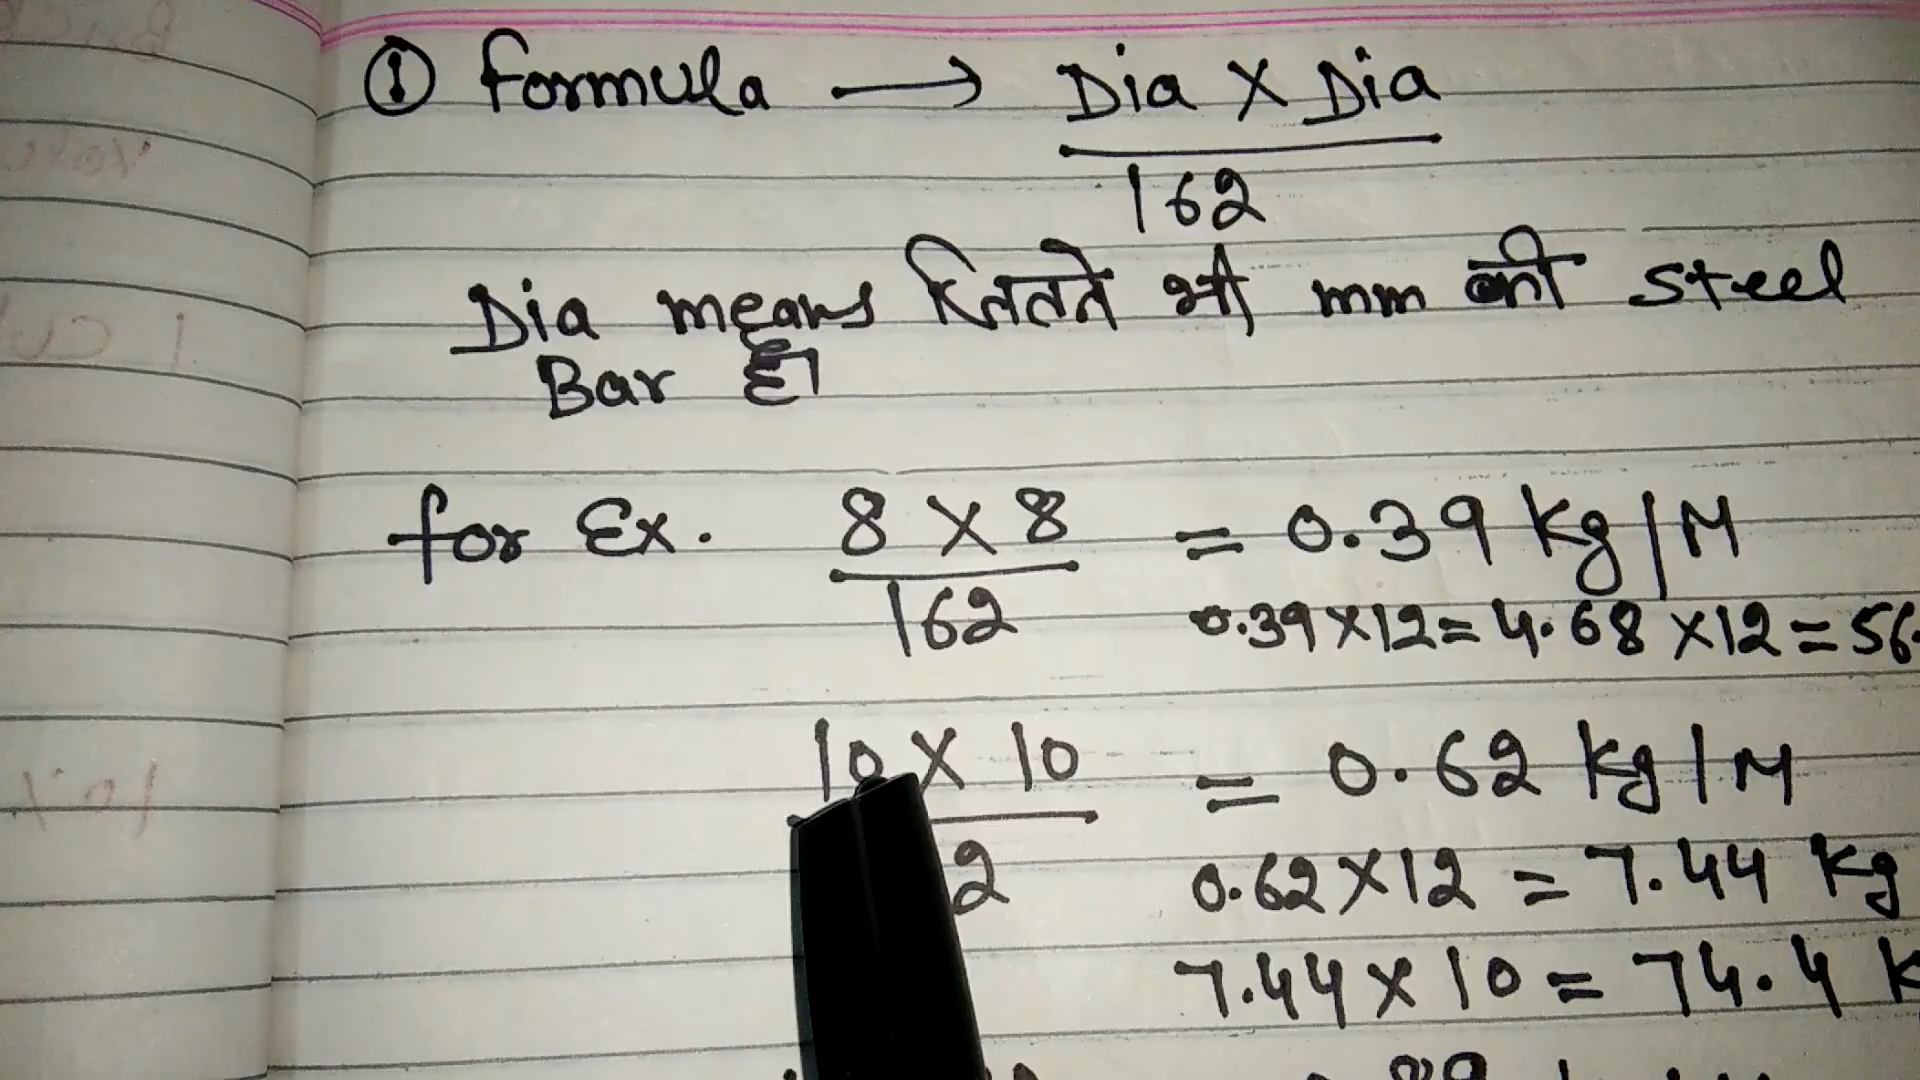 ① Formula → Dia X Dia
162
Dia means जितने भी mm की steel
Bar हो
for Ex. 8 X 8 = 0.39 Kg/M
162 0.39X12=4.68 X12=56.
10 X 10 = 0.62 Kg/M
2 0.62X12 = 7.44 Kg
7.44 X 10 = 74.4 K